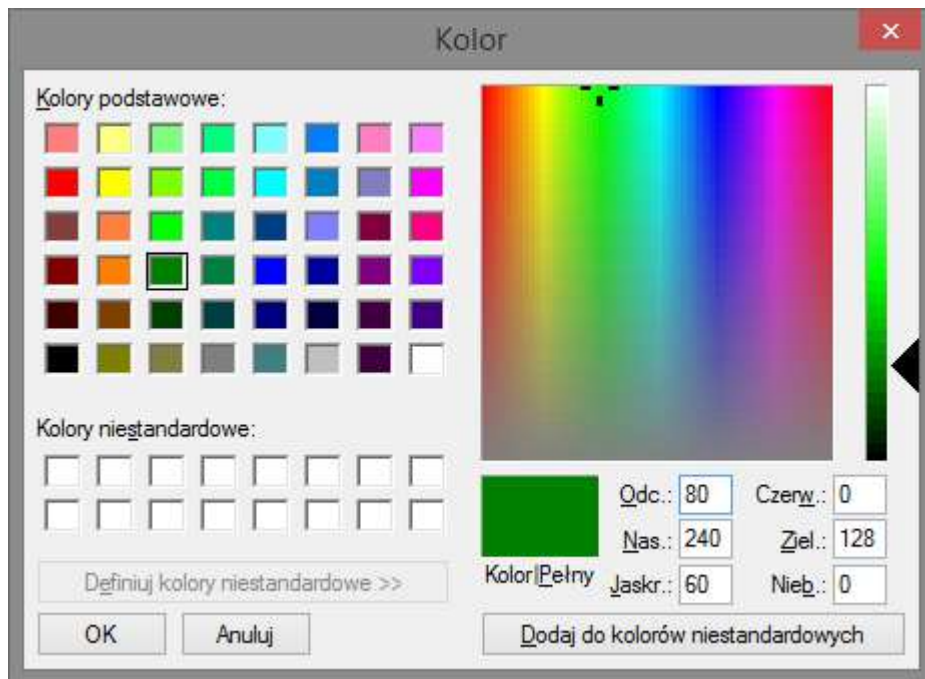 Kolor
Kolory podstawowe:
Kolory niestandardowe:
Definiuj kolory niestandardowe >>
OK Anuluj
Kolor|Pełny
Odc.: 80 Czerw.: 0
Nas.: 240 Ziel.: 128
Jaskr.: 60 Nieb.: 0
Dodaj do kolorów niestandardowych